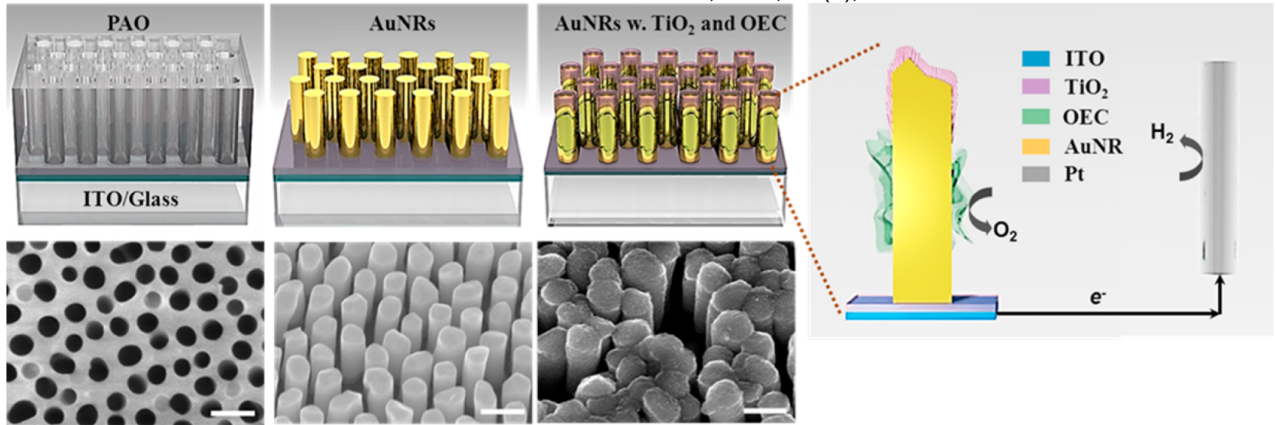 PAO
AuNRs
AuNRs w. TiO₂ and OEC
ITO/Glass
ITO
TiO₂
OEC
AuNR
Pt
H₂
O₂
e⁻